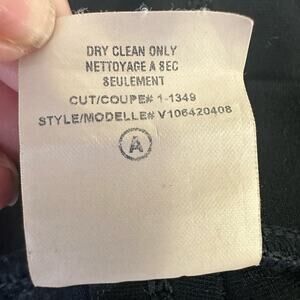 DRY CLEAN ONLY
NETTOYAGE A SEC
SEULEMENT
CUT/COUPE# 1-1349
STYLE/MODELLE# V106420408
A